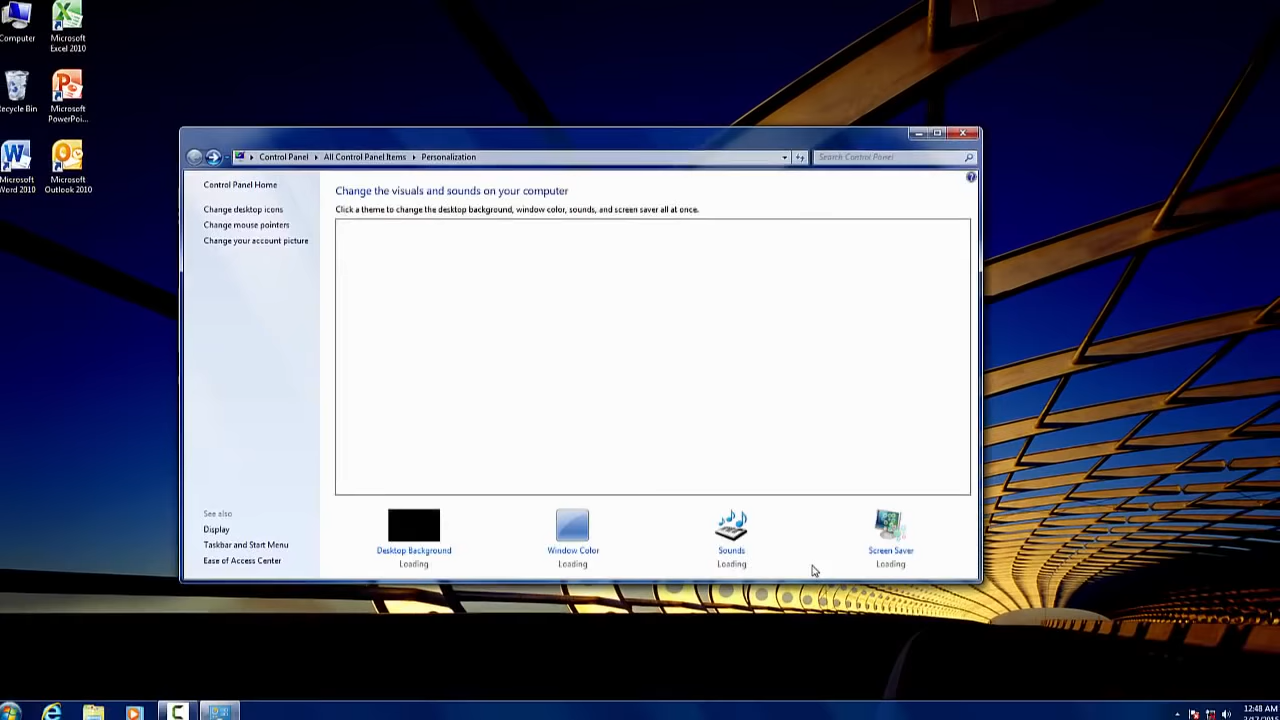 Computer
Microsoft Excel 2010
Recycle Bin
Microsoft PowerPoi...
Microsoft Word 2010
Microsoft Outlook 2010
Control Panel
All Control Panel Items
Personalization
Search Control Panel
Control Panel Home
Change desktop icons
Change mouse pointers
Change your account picture
Change the visuals and sounds on your computer
Click a theme to change the desktop background, window color, sounds, and screen saver all at once.
See also
Display
Taskbar and Start Menu
Ease of Access Center
Desktop Background
Loading
Window Color
Loading
Sounds
Loading
Screen Saver
Loading
12:48 AM